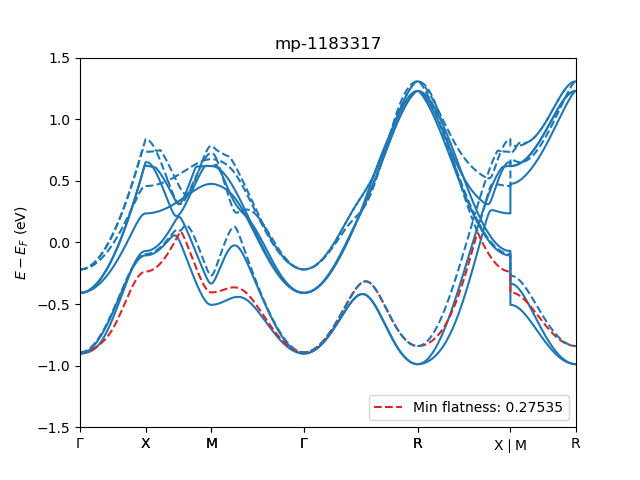 mp-1183317
E − E_F (eV)
1.5
1.0
0.5
0.0
−0.5
−1.0
−1.5
Min flatness: 0.27535
Γ X M Γ R X | M R